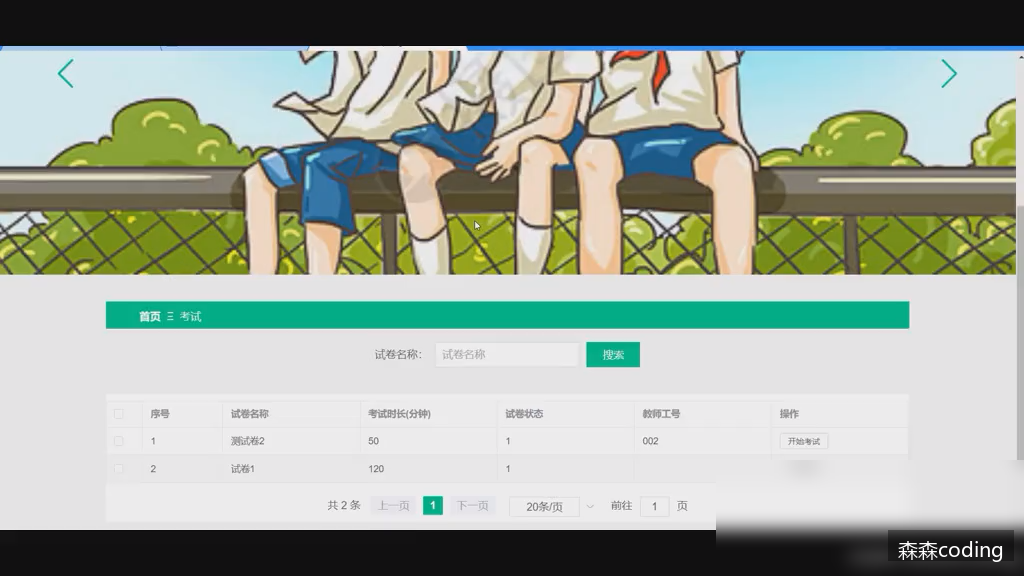 首页 Ξ 考试
试卷名称: 试卷名称 搜索
序号 试卷名称 考试时长(分钟) 试卷状态 教师工号 操作
1 测试卷2 50 1 002 开始考试
2 试卷1 120 1
共 2 条 上一页 1 下一页 20条/页 前往 1 页
森森coding